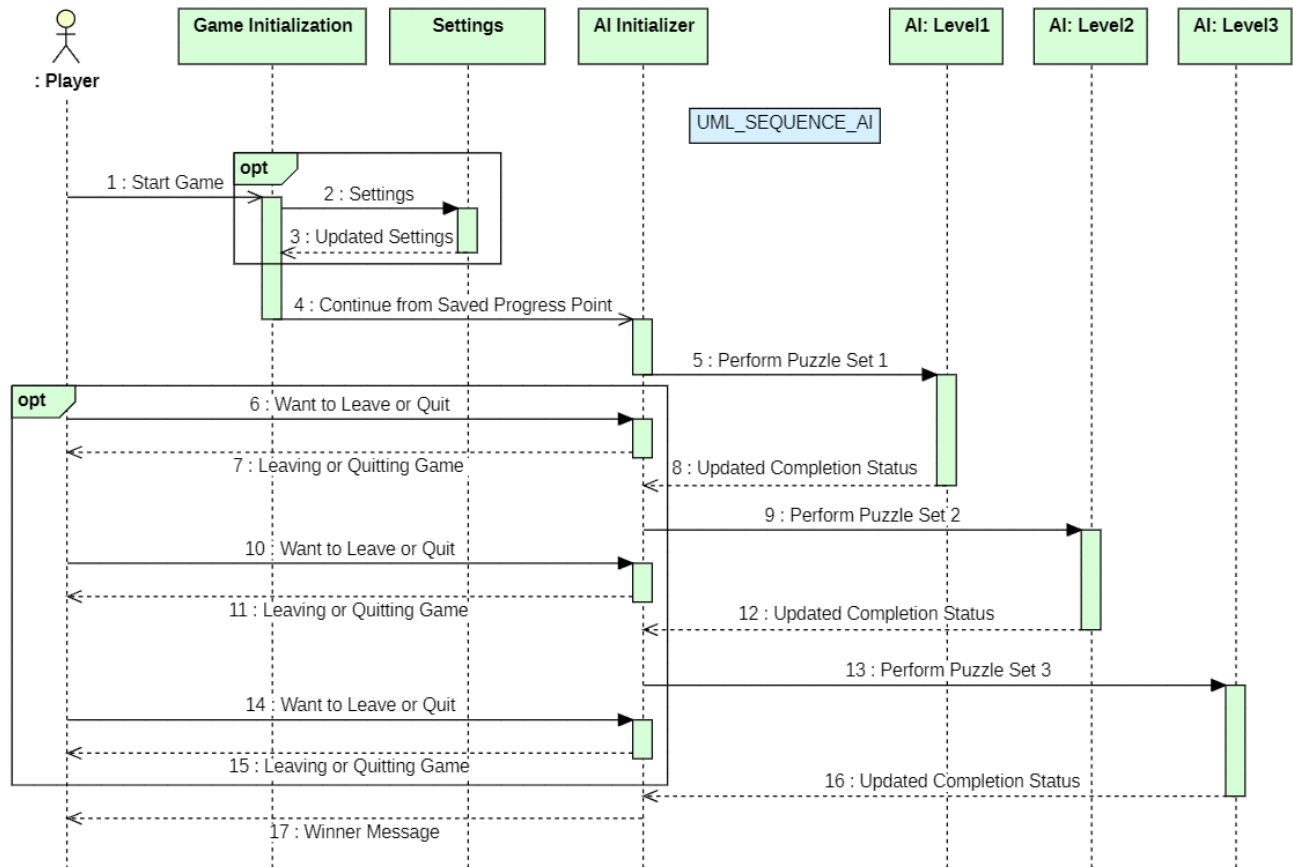 Game Initialization
Settings
AI Initializer
AI: Level1
AI: Level2
AI: Level3
: Player
UML_SEQUENCE_AI
opt
1 : Start Game
2 : Settings
3 : Updated Settings
4 : Continue from Saved Progress Point
5 : Perform Puzzle Set 1
opt
6 : Want to Leave or Quit
7 : Leaving or Quitting Game
8 : Updated Completion Status
9 : Perform Puzzle Set 2
10 : Want to Leave or Quit
11 : Leaving or Quitting Game
12 : Updated Completion Status
13 : Perform Puzzle Set 3
14 : Want to Leave or Quit
15 : Leaving or Quitting Game
16 : Updated Completion Status
17 : Winner Message